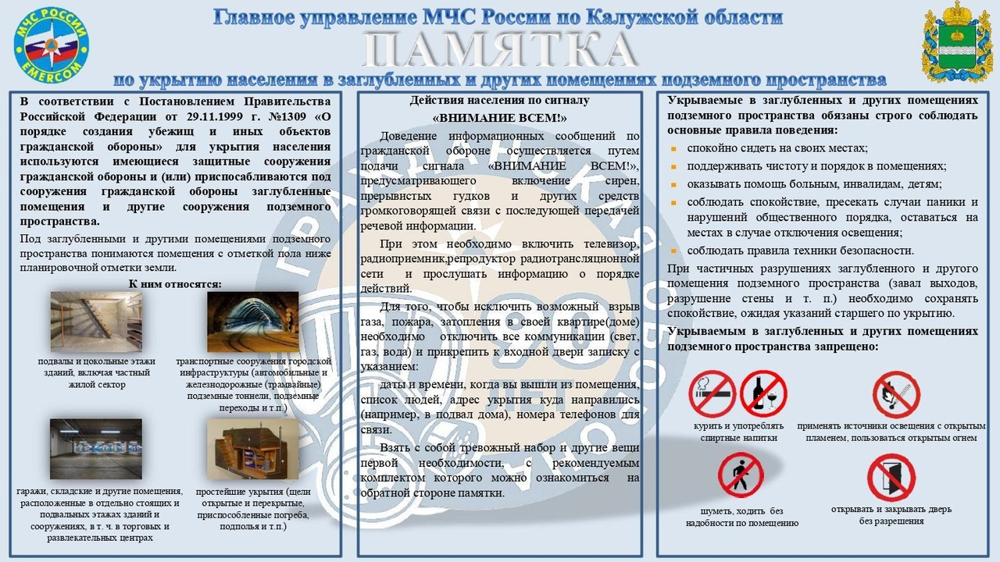 Главное управление МЧС России по Калужской области
ПАМЯТКА
по укрытию населения в заглубленных и других помещениях подземного пространства
МЧС РОССИИ
EMERCOM
В соответствии с Постановлением Правительства
Российской Федерации от 29.11.1999 г. №1309 «О
порядке создания убежищ и иных объектов
гражданской обороны» для укрытия населения
используются имеющиеся защитные сооружения
гражданской обороны и (или) приспосабливаются под
сооружения гражданской обороны заглубленные
помещения и другие сооружения подземного
пространства.
Под заглубленными и другими помещениями подземного
пространства понимаются помещения с отметкой пола ниже
планировочной отметки земли.
К ним относятся:
подвалы и цокольные этажи
зданий, включая частный
жилой сектор
транспортные сооружения городской
инфраструктуры (автомобильные и
железнодорожные (трамвайные)
подземные тоннели, подземные
переходы и т.п.)
гаражи, складские и другие помещения,
расположенные в отдельно стоящих и
подвальных этажах зданий и
сооружениях, в т. ч. в торговых и
развлекательных центрах
простейшие укрытия (щели
открытые и перекрытые,
приспособленные погреба,
подполья и т.п.)
Действия населения по сигналу
«ВНИМАНИЕ ВСЕМ!»
Доведение информационных сообщений по
гражданской обороне осуществляется путем
подачи сигнала «ВНИМАНИЕ ВСЕМ!»,
предусматривающего включение сирен,
прерывистых гудков и других средств
громкоговорящей связи с последующей передачей
речевой информации.
При этом необходимо включить телевизор,
радиоприемник,репродуктор радиотрансляционной
сети и прослушать информацию о порядке
действий.
Для того, чтобы исключить возможный взрыв
газа, пожара, затопления в своей квартире(доме)
необходимо отключить все коммуникации (свет,
газ, вода) и прикрепить к входной двери записку с
указанием:
даты и времени, когда вы вышли из помещения,
список людей, адрес укрытия куда направились
(например, в подвал дома), номера телефонов для
связи.
Взять с собой тревожный набор и другие вещи
первой необходимости, с рекомендуемым
комплектом которого можно ознакомиться на
обратной стороне памятки.
Укрываемые в заглубленных и других помещениях
подземного пространства обязаны строго соблюдать
основные правила поведения:
спокойно сидеть на своих местах;
поддерживать чистоту и порядок в помещениях;
оказывать помощь больным, инвалидам, детям;
соблюдать спокойствие, пресекать случаи паники и
нарушений общественного порядка, оставаться на
местах в случае отключения освещения;
соблюдать правила техники безопасности.
При частичных разрушениях заглубленного и другого
помещения подземного пространства (завал выходов,
разрушение стены и т. п.) необходимо сохранять
спокойствие, ожидая указаний старшего по укрытию.
Укрываемым в заглубленных и других помещениях
подземного пространства запрещено:
курить и употреблять
спиртные напитки
применять источники освещения с открытым
пламенем, пользоваться открытым огнем
шуметь, ходить без
надобности по помещению
открывать и закрывать дверь
без разрешения
ГРАЖДАНСКАЯ ОБОРОНА
90
ЛЕТ